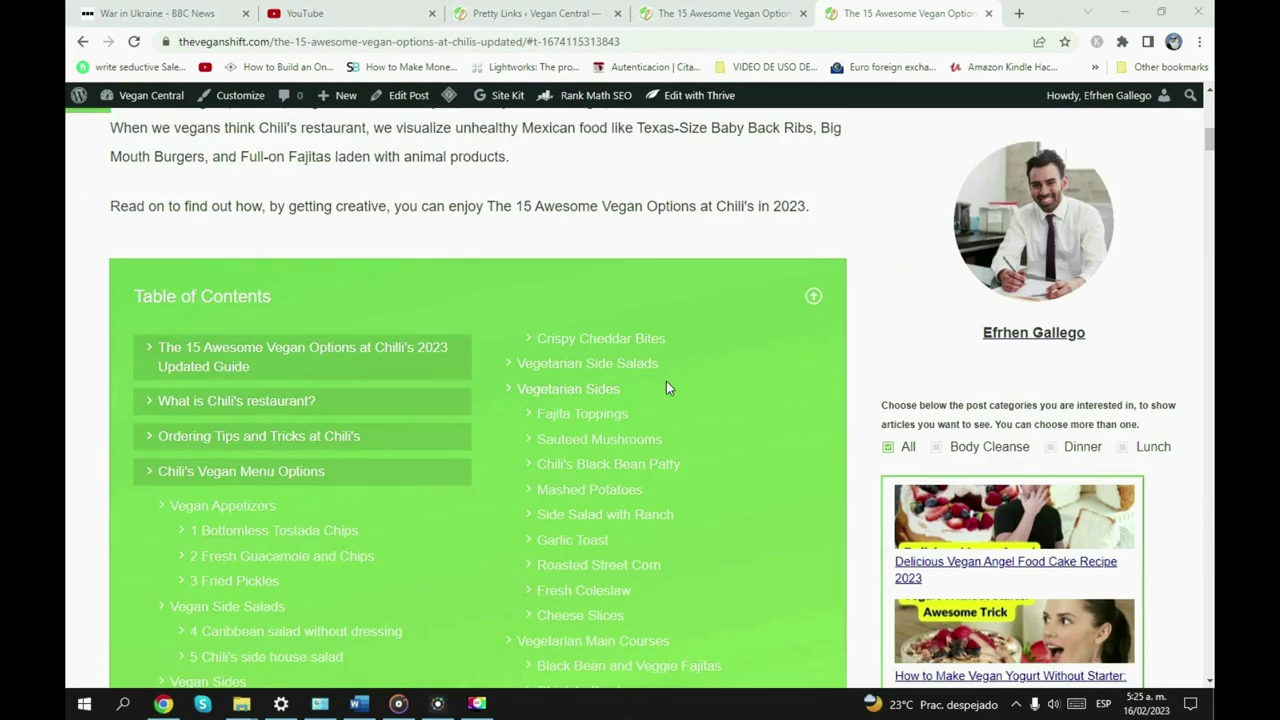 War in Ukraine - BBC News
YouTube
Pretty Links ‹ Vegan Central —
The 15 Awesome Vegan Option
The 15 Awesome Vegan Option
theveganshift.com/the-15-awesome-vegan-options-at-chilis-updated/#t-1674115313843
write seductive Sale...
How to Build an On...
How to Make Mone...
Lightworks: The pro...
Autenticacion | Cita...
VIDEO DE USO DE...
Euro foreign excha...
Amazon Kindle Hac...
Other bookmarks
Vegan Central
Customize
0
New
Edit Post
Site Kit
Rank Math SEO
Edit with Thrive
Howdy, Efrhen Gallego
When we vegans think Chili's restaurant, we visualize unhealthy Mexican food like Texas-Size Baby Back Ribs, Big
Mouth Burgers, and Full-on Fajitas laden with animal products.
Read on to find out how, by getting creative, you can enjoy The 15 Awesome Vegan Options at Chili's in 2023.
Table of Contents
The 15 Awesome Vegan Options at Chilli's 2023
Updated Guide
What is Chili's restaurant?
Ordering Tips and Tricks at Chili's
Chili's Vegan Menu Options
Vegan Appetizers
1 Bottomless Tostada Chips
2 Fresh Guacamole and Chips
3 Fried Pickles
Vegan Side Salads
4 Caribbean salad without dressing
5 Chili's side house salad
Vegan Sides
Crispy Cheddar Bites
Vegetarian Side Salads
Vegetarian Sides
Fajita Toppings
Sauteed Mushrooms
Chili's Black Bean Patty
Mashed Potatoes
Side Salad with Ranch
Garlic Toast
Roasted Street Corn
Fresh Coleslaw
Cheese Slices
Vegetarian Main Courses
Black Bean and Veggie Fajitas
Efrhen Gallego
Choose below the post categories you are interested in, to show
articles you want to see. You can choose more than one.
All
Body Cleanse
Dinner
Lunch
Delicious Vegan Angel Food Cake Recipe
2023
Awesome Trick
How to Make Vegan Yogurt Without Starter:
23°C
Prac. despejado
ESP
5:25 a. m.
16/02/2023